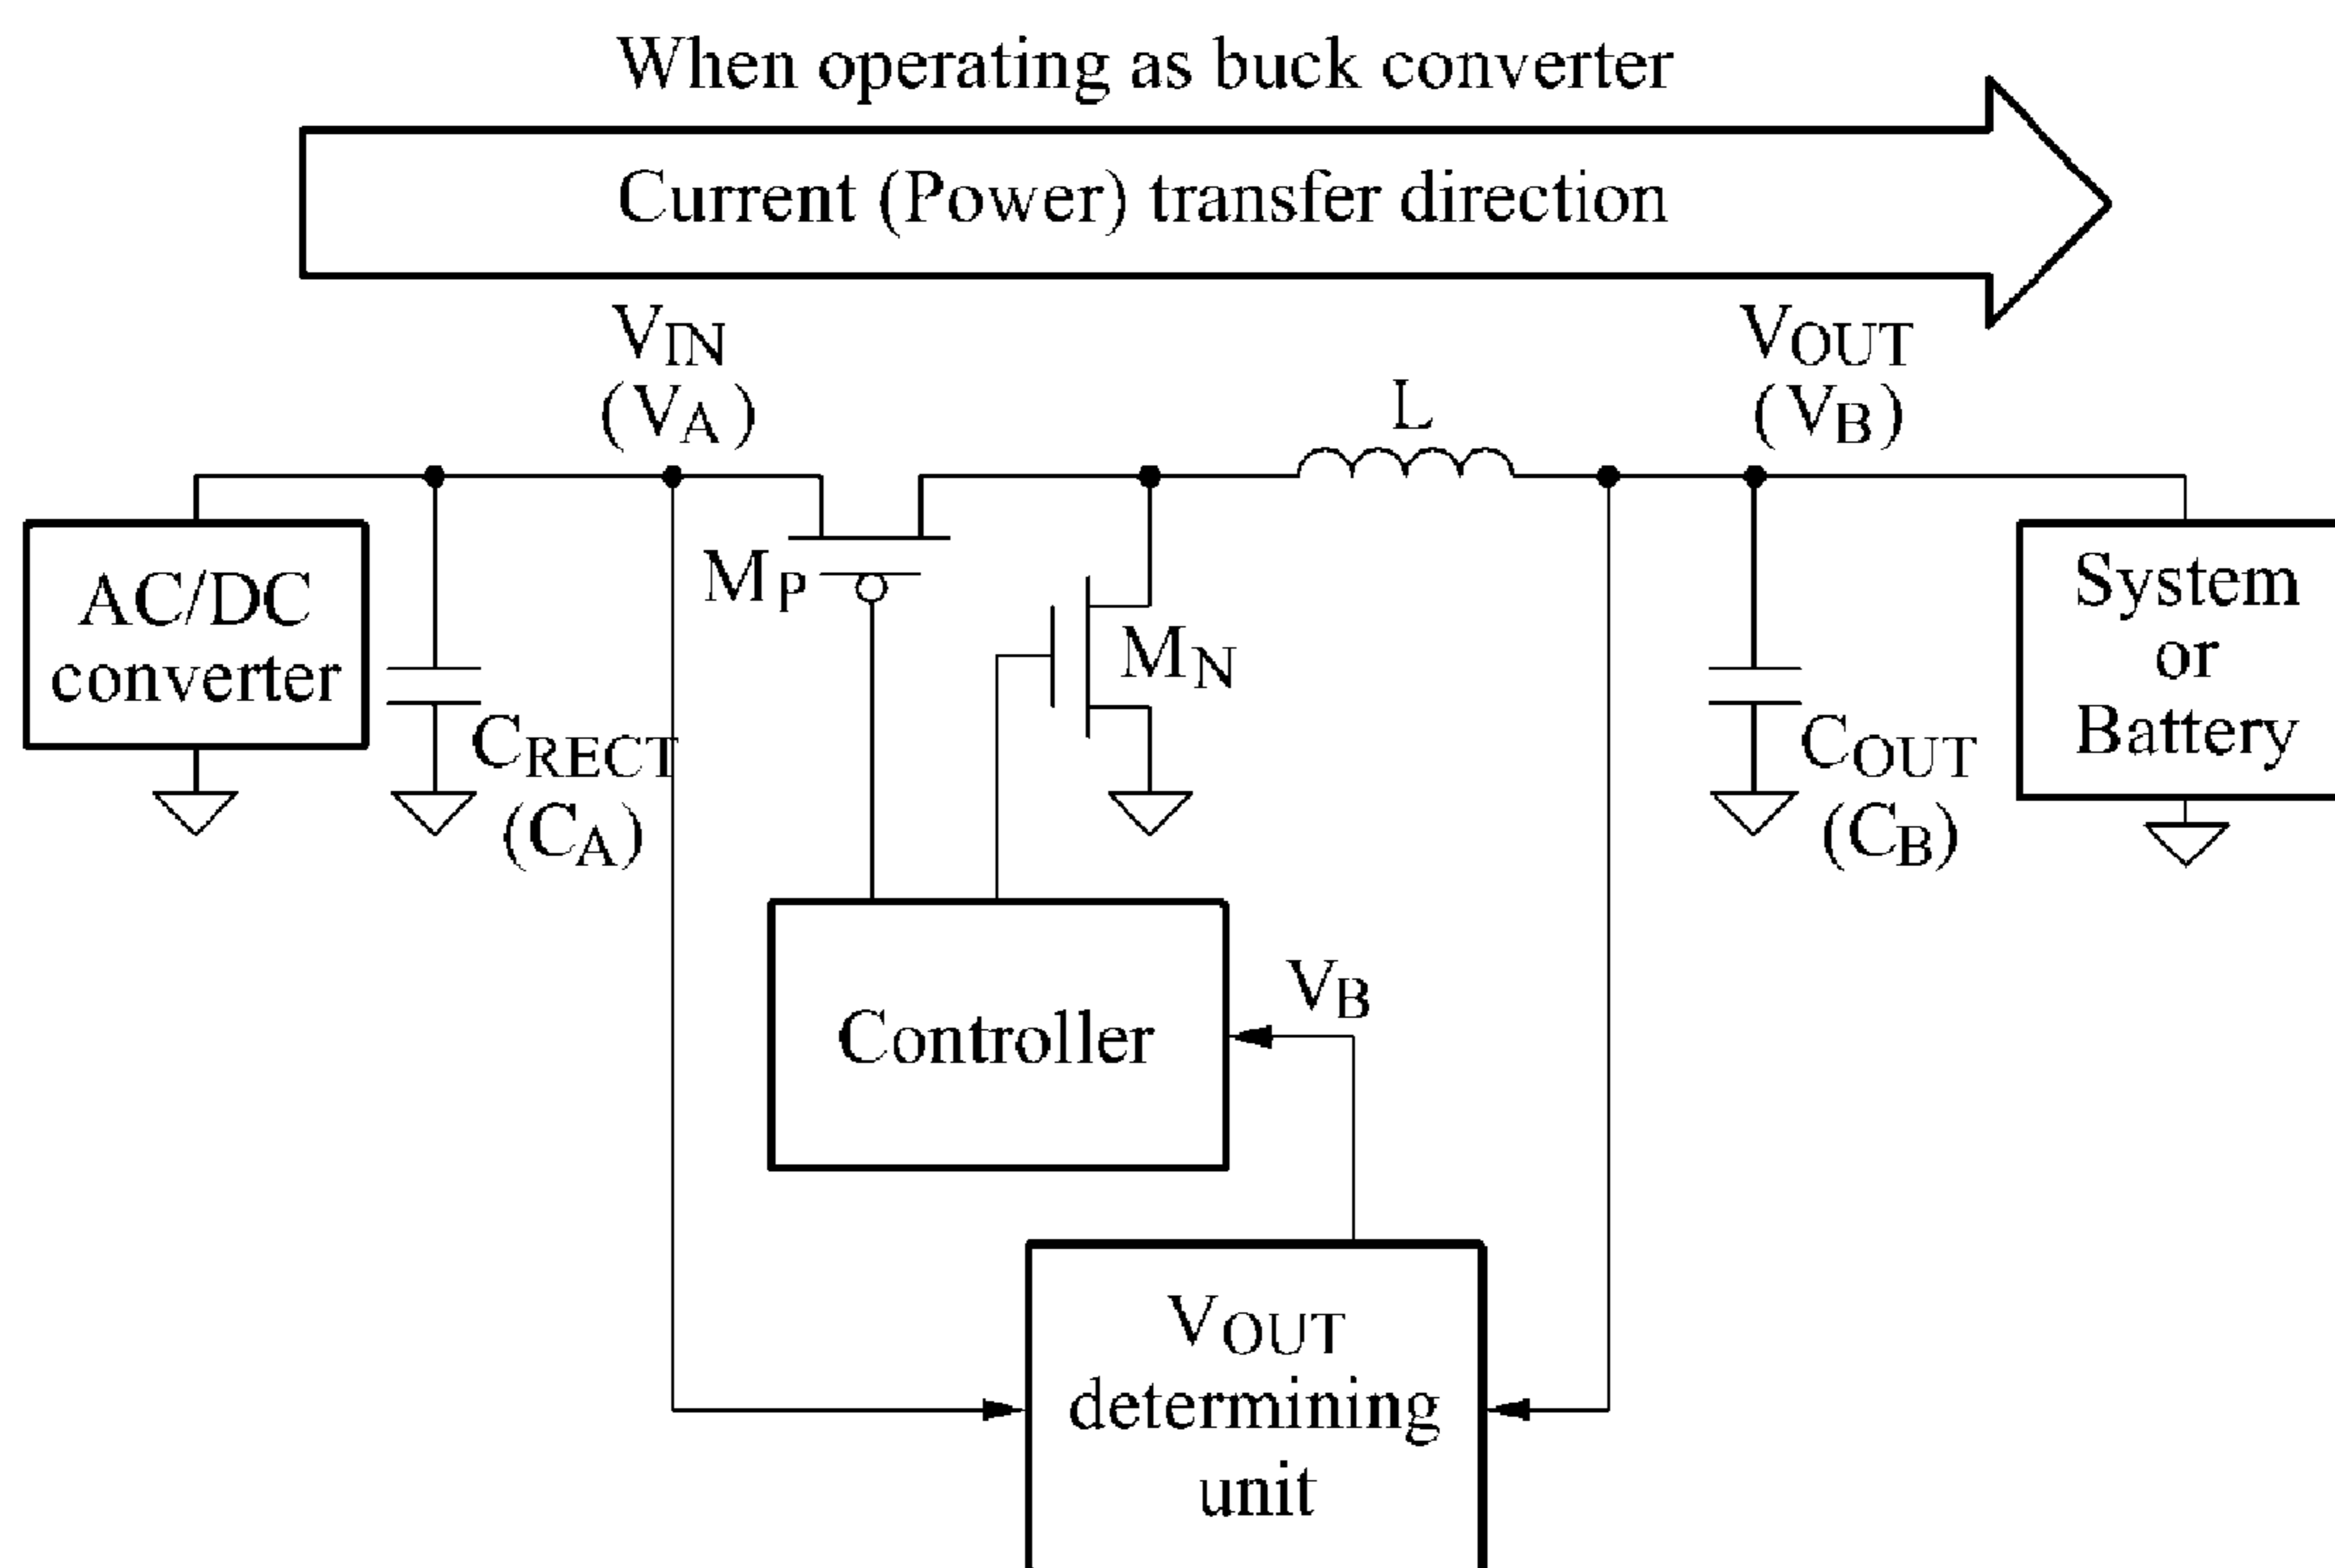 When operating as buck converter
Current (Power) transfer direction
VIN
(VA)
L
VOUT
(VB)
AC/DC
converter
CRECT
(CA)
MP
MN
COUT
(CB)
System
or
Battery
Controller
VB
VOUT
determining
unit